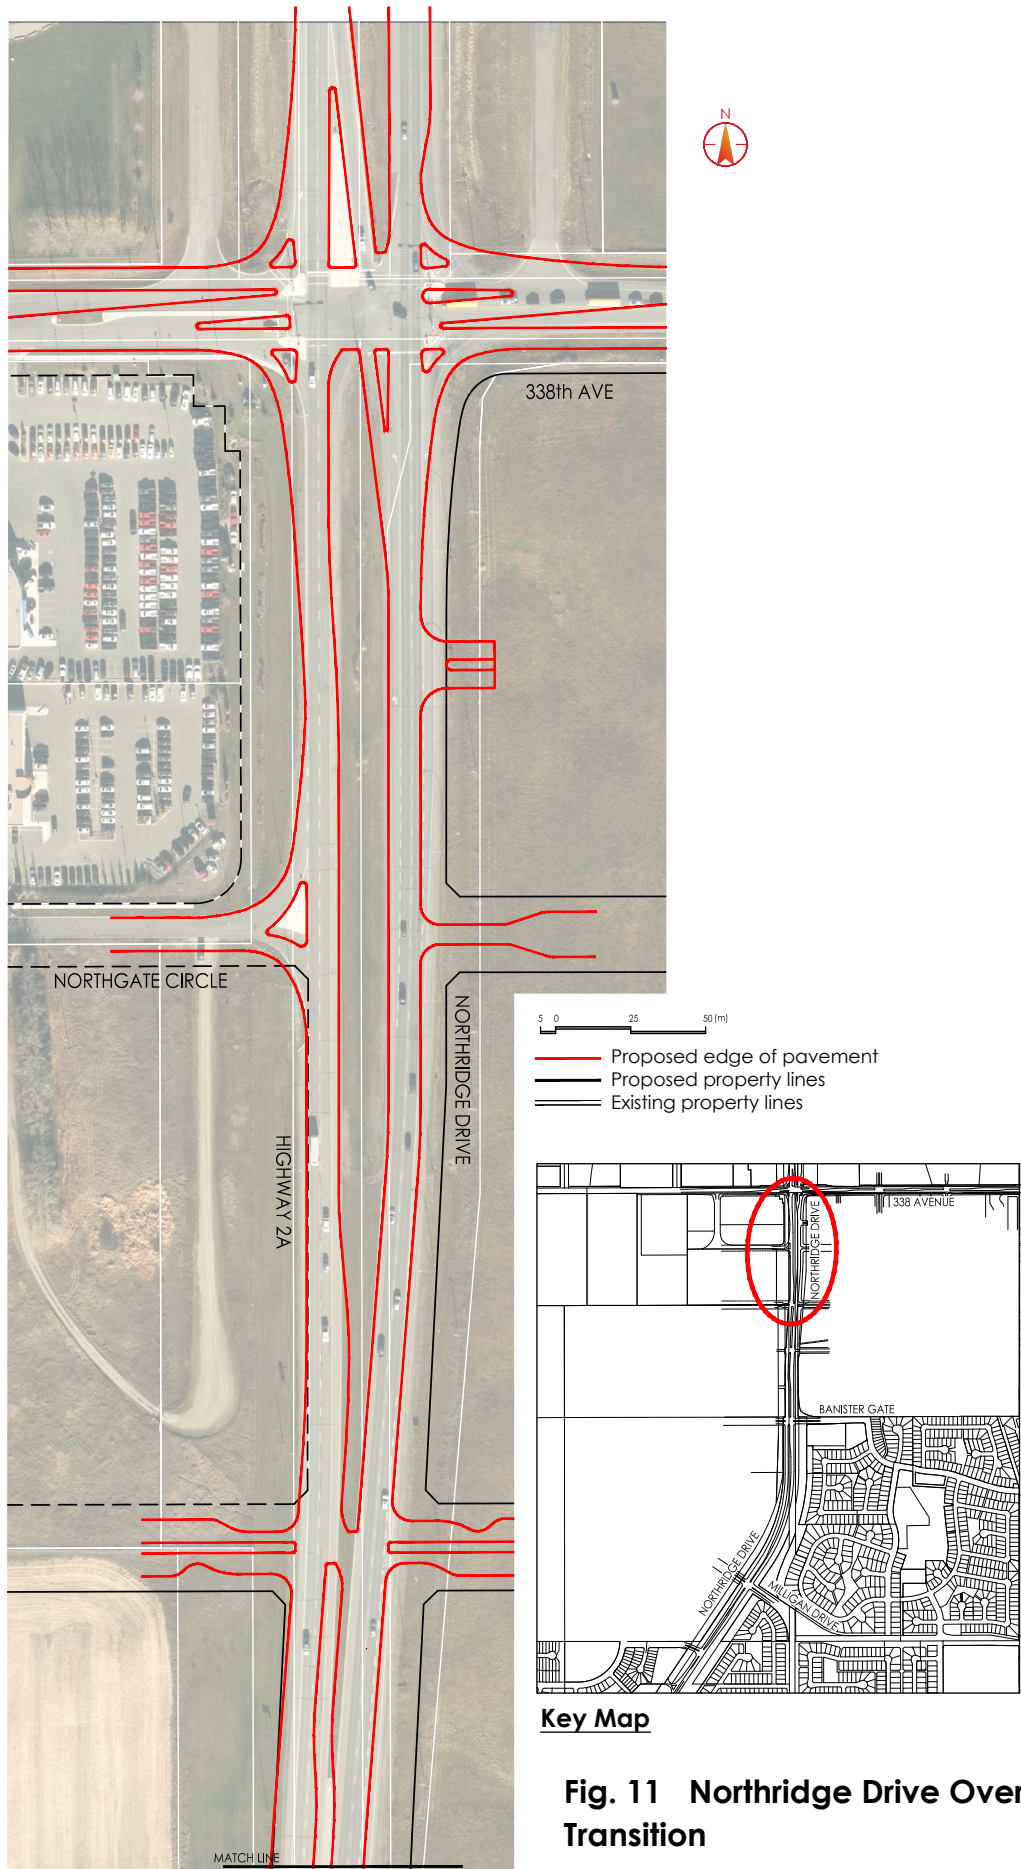 N
338th AVE
NORTHGATE CIRCLE
NORTHRIDGE DRIVE
HIGHWAY 2A
5 0 25 50 (m)
Proposed edge of pavement
Proposed property lines
Existing property lines
338 AVENUE
NORTHRIDGE DRIVE
BANISTER GATE
NORTHRIDGE DRIVE
MILLIGAN DRIVE
Key Map
Fig. 11 Northridge Drive Over
Transition
MATCH LINE